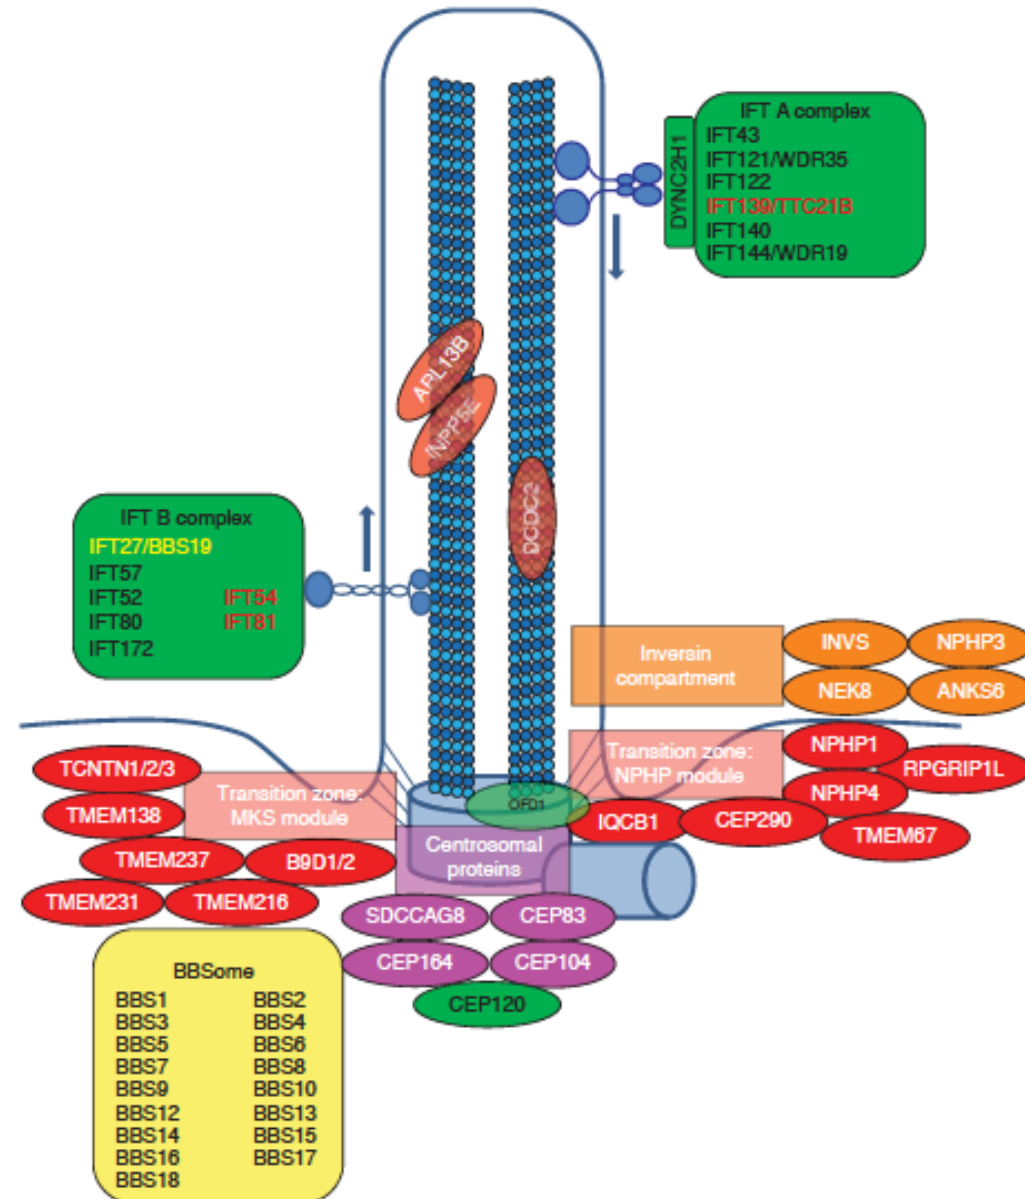 IFT A complex
DYNC2H1
IFT43
IFT121/WDR35
IFT122
IFT139/TTC21B
IFT140
IFT144/WDR19
ARL13B
INPP5E
DCDC2
IFT B complex
IFT27/BBS19
IFT57
IFT52 IFT54
IFT80 IFT81
IFT172
Inversin
compartment
INVS NPHP3
NEK8 ANKS6
Transition zone:
NPHP module
NPHP1
RPGRIP1L
NPHP4
IQCB1 CEP290
TMEM67
TCNTN1/2/3
TMEM138
Transition zone:
MKS module
TMEM237 B9D1/2
TMEM231 TMEM216
OFD1
Centrosomal
proteins
SDCCAG8 CEP83
CEP164 CEP104
CEP120
BBSome
BBS1 BBS2
BBS3 BBS4
BBS5 BBS6
BBS7 BBS8
BBS9 BBS10
BBS12 BBS13
BBS14 BBS15
BBS16 BBS17
BBS18